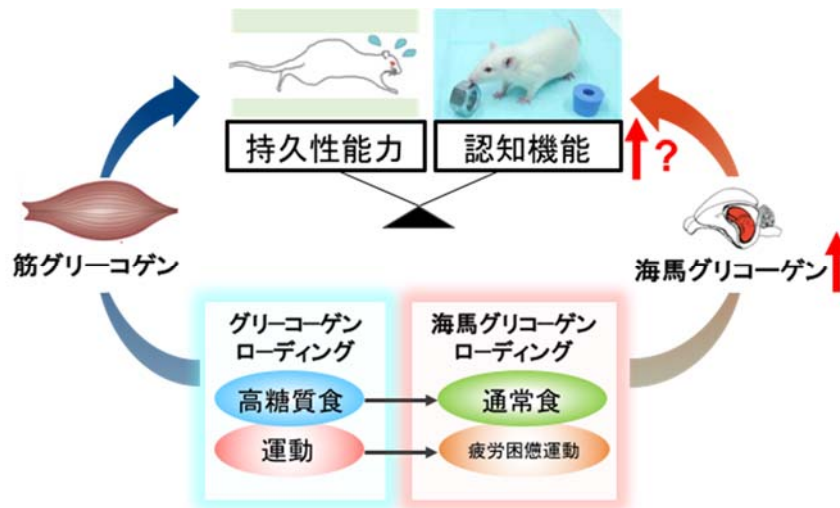 持久性能力
認知機能
?
筋グリーコゲン
海馬グリコーゲン
グリーコーゲン
ローディング
海馬グリコーゲン
ローディング
高糖質食
通常食
運動
疲労困憊運動